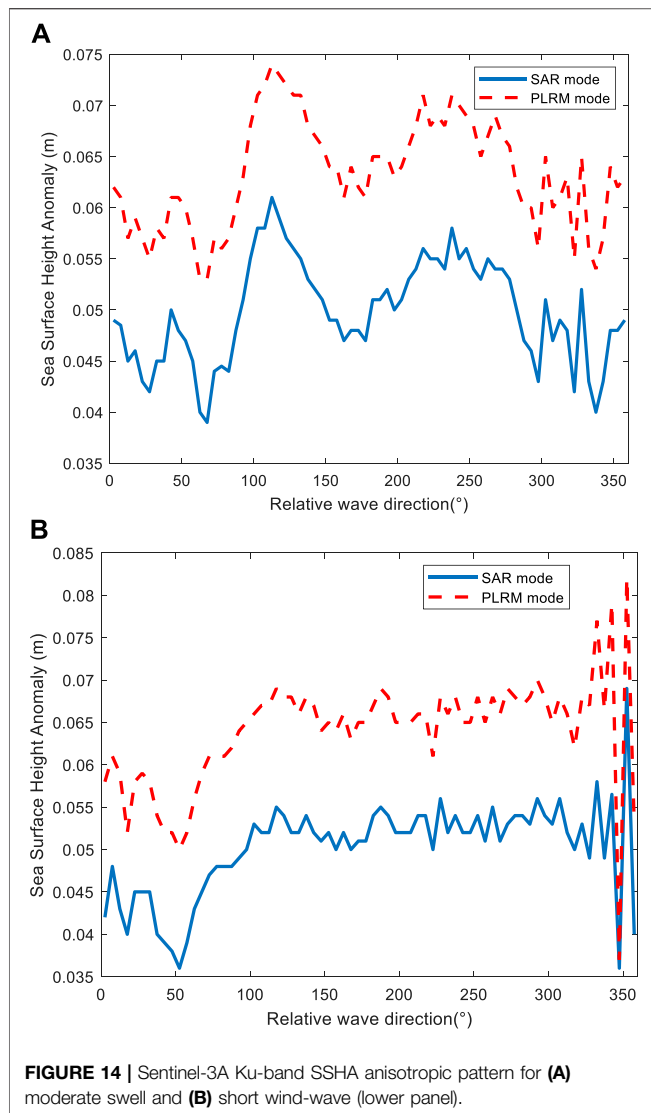 A
0.075
0.07
0.065
0.06
0.055
0.05
0.045
0.04
0.035
Sea Surface Height Anomaly (m)
SAR mode
PLRM mode
0 50 100 150 200 250 300 350
Relative wave direction(°)
B
0.085
0.08
0.075
0.07
0.065
0.06
0.055
0.05
0.045
0.04
0.035
Sea Surface Height Anomaly (m)
SAR mode
PLRM mode
0 50 100 150 200 250 300 350
Relative wave direction(°)
FIGURE 14 | Sentinel-3A Ku-band SSHA anisotropic pattern for (A)
moderate swell and (B) short wind-wave (lower panel).